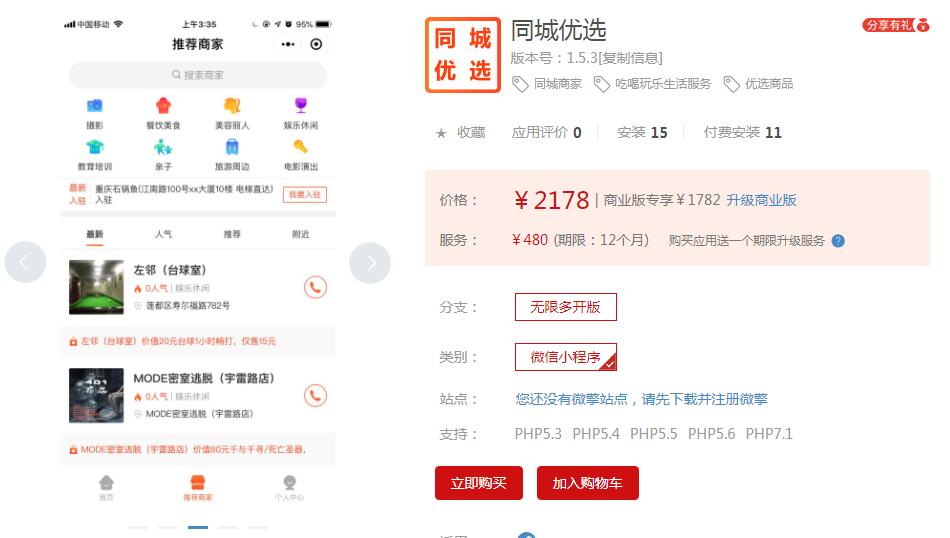 中国移动
上午3:35
95%
推荐商家
搜索商家
摄影
餐饮美食
美容丽人
娱乐休闲
教育培训
亲子
旅游周边
电影演出
最新
入驻
重庆石锅鱼(江南路100号xx大厦10楼 电梯直达)
入驻
我要入驻
最新
人气
推荐
附近
左邻（台球室）
0人气 | 娱乐休闲
莲都区寿尔福路782号
左邻（台球室）价值20元台球1小时畅打，仅售15元
MODE密室逃脱（宇雷路店）
0人气 | 娱乐休闲
MODE密室逃脱（宇雷路店）
MODE密室逃脱（宇雷路店）价值80元千与千寻/死亡圣器,
首页
推荐商家
个人中心
同城
优选
同城优选
分享有礼
版本号：1.5.3[复制信息]
同城商家
吃喝玩乐生活服务
优选商品
收藏
应用评价 0
安装 15
付费安装 11
价格：
￥2178 | 商业版专享￥1782 升级商业版
服务：
￥480 (期限：12个月) 购买应用送一个期限升级服务 ?
分支：
无限多开版
类别：
微信小程序
站点：
您还没有微擎站点，请先下载并注册微擎
支持：
PHP5.3 PHP5.4 PHP5.5 PHP5.6 PHP7.1
立即购买
加入购物车